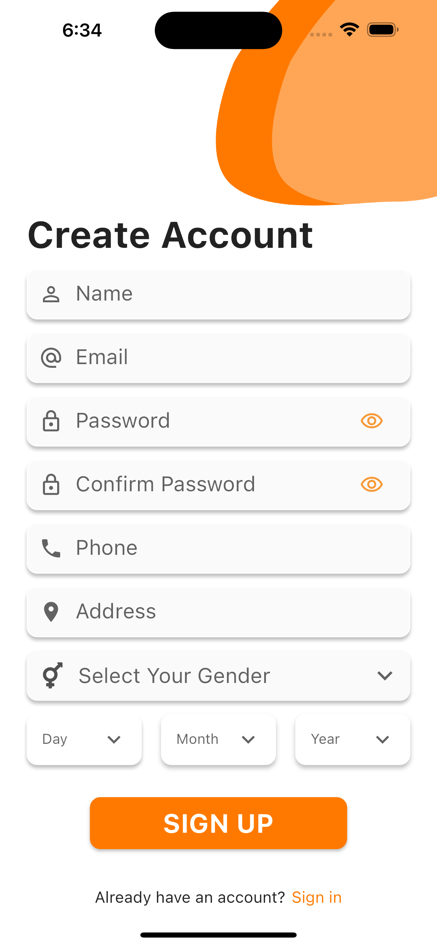 6:34
Create Account
Name
Email
Password
Confirm Password
Phone
Address
Select Your Gender
Day Month Year
SIGN UP
Already have an account? Sign in